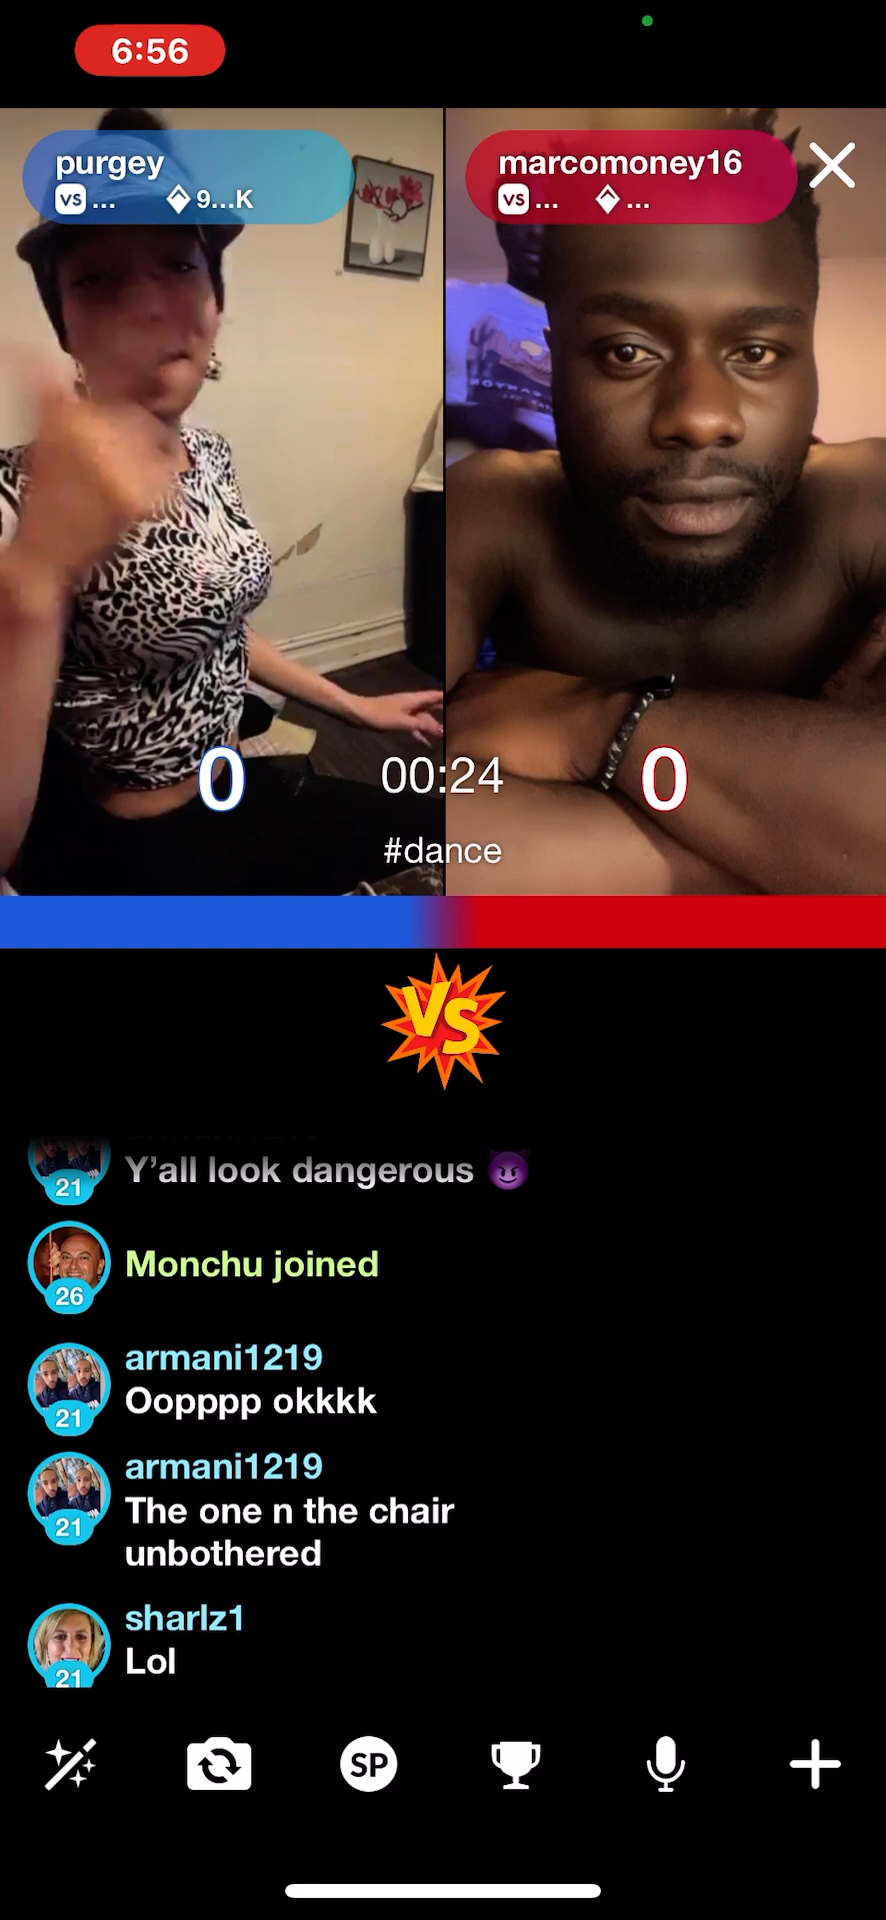 6:56
purgey
VS ... 9...K
marcomoney16
VS ... ...
0
00:24
0
#dance
VS
Y’all look dangerous 😈
21
Monchu joined
26
armani1219
Oopppp okkkk
21
armani1219
The one n the chair
unbothered
21
sharlz1
Lol
21
SP